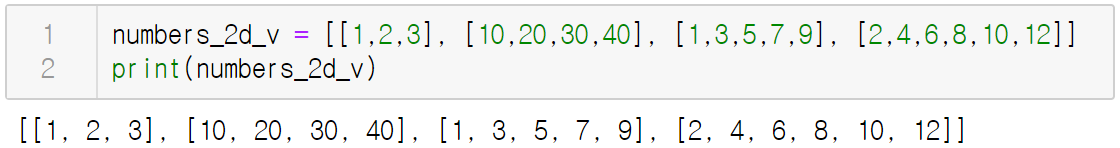 1 numbers_2d_v = [[1,2,3], [10,20,30,40], [1,3,5,7,9], [2,4,6,8,10,12]]
2 print(numbers_2d_v)
[[1, 2, 3], [10, 20, 30, 40], [1, 3, 5, 7, 9], [2, 4, 6, 8, 10, 12]]